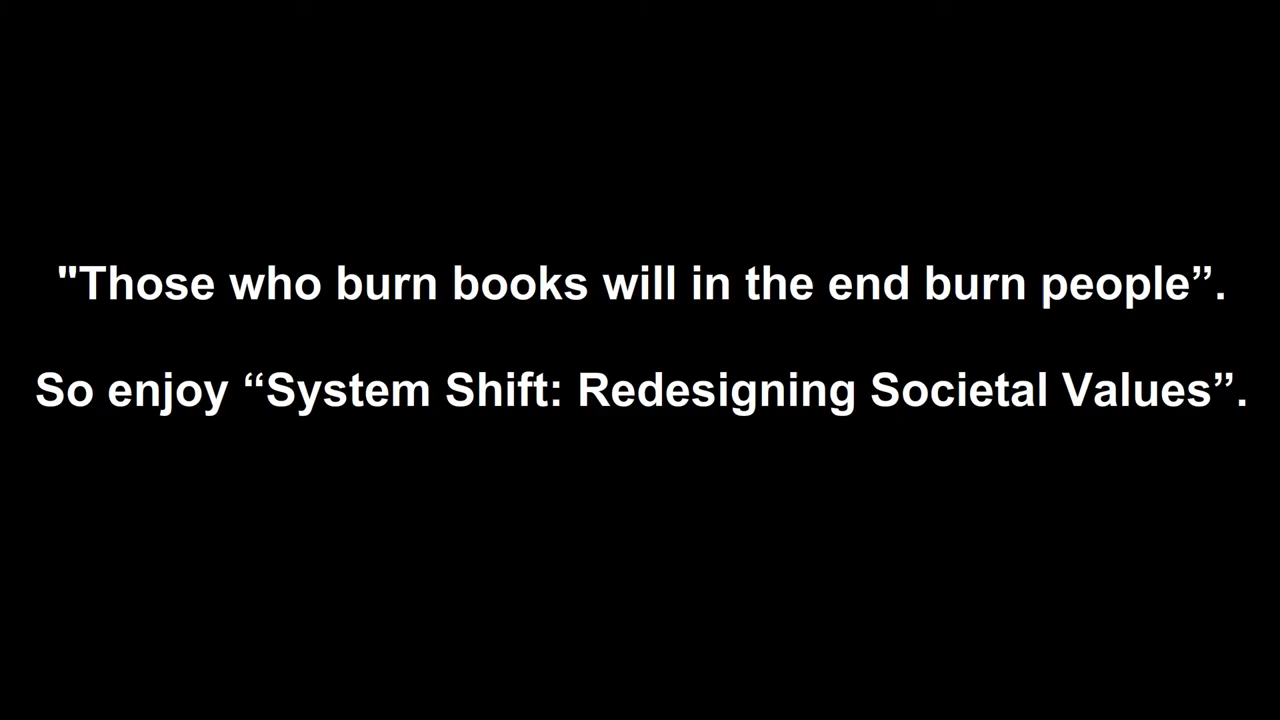 "Those who burn books will in the end burn people”.
So enjoy “System Shift: Redesigning Societal Values”.